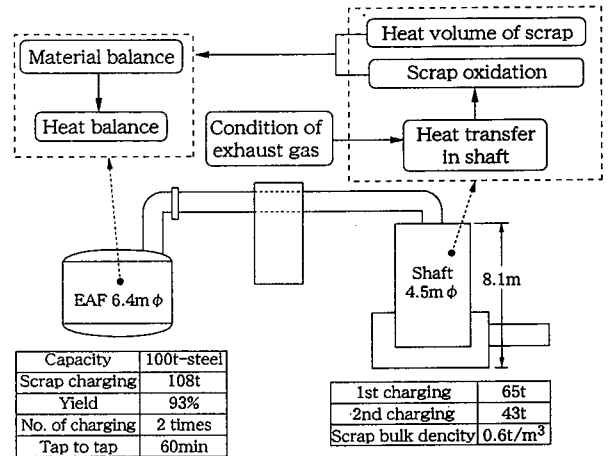 Heat volume of scrap
Material balance
Scrap oxidation
Heat balance
Condition of
exhaust gas
Heat transfer
in shaft
EAF 6.4m φ
Shaft
4.5m φ
8.1m
Capacity 100t-steel
Scrap charging 108t
Yield 93%
No. of charging 2 times
Tap to tap 60min
1st charging 65t
2nd charging 43t
Scrap bulk dencity 0.6t/m³